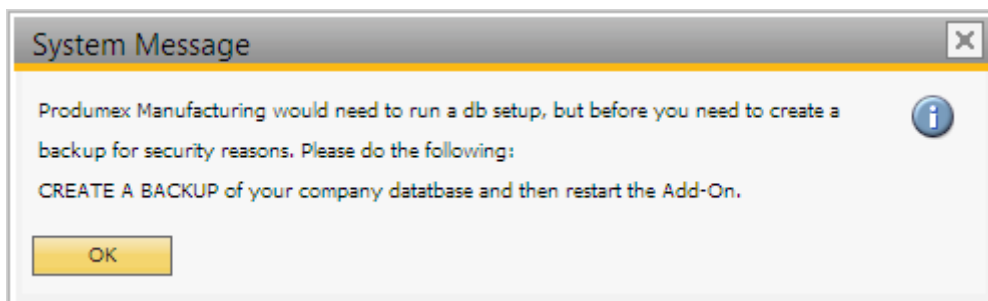 System Message
Produmex Manufacturing would need to run a db setup, but before you need to create a
backup for security reasons. Please do the following:
CREATE A BACKUP of your company datatbase and then restart the Add-On.
OK